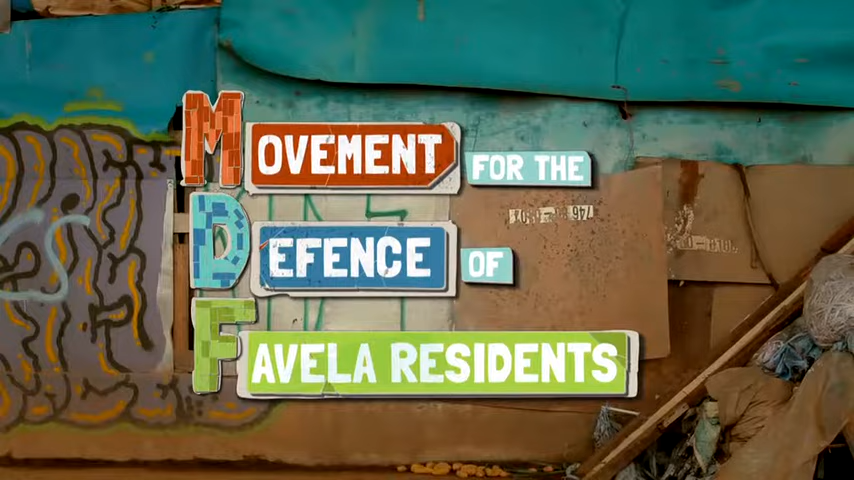 MOVEMENT FOR THE
DEFENCE OF
FAVELA RESIDENTS